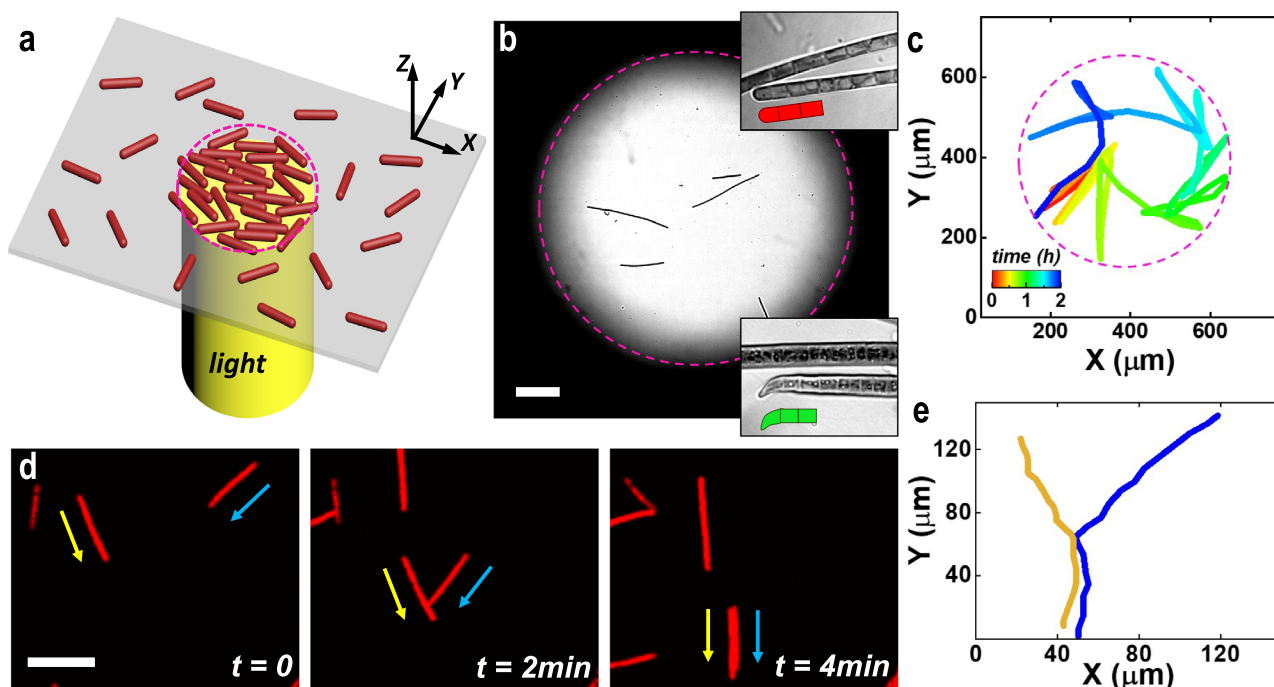 a
Z
Y
X
light
b
c
Y (μm)
600
400
200
0
time (h)
0 1 2
200 400 600
X (μm)
d
t = 0
t = 2min
t = 4min
e
Y (μm)
120
80
40
0 40 80 120
X (μm)